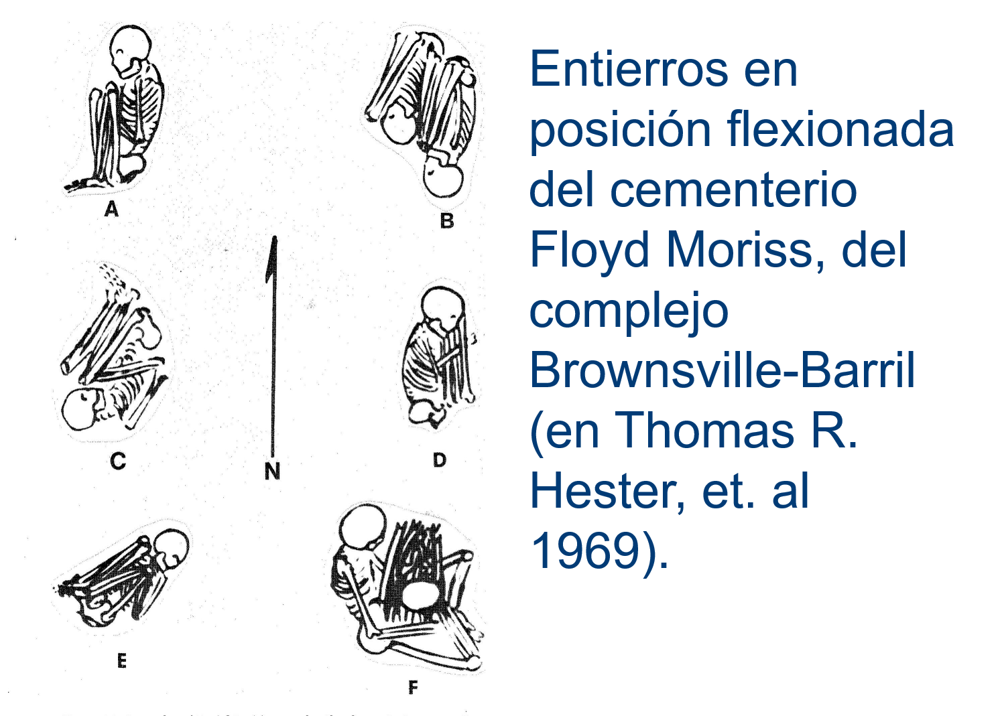 Entierros en
posición flexionada
del cementerio
Floyd Moriss, del
complejo
Brownsville-Barril
(en Thomas R.
Hester, et. al
1969).
A
B
C
N
D
E
F